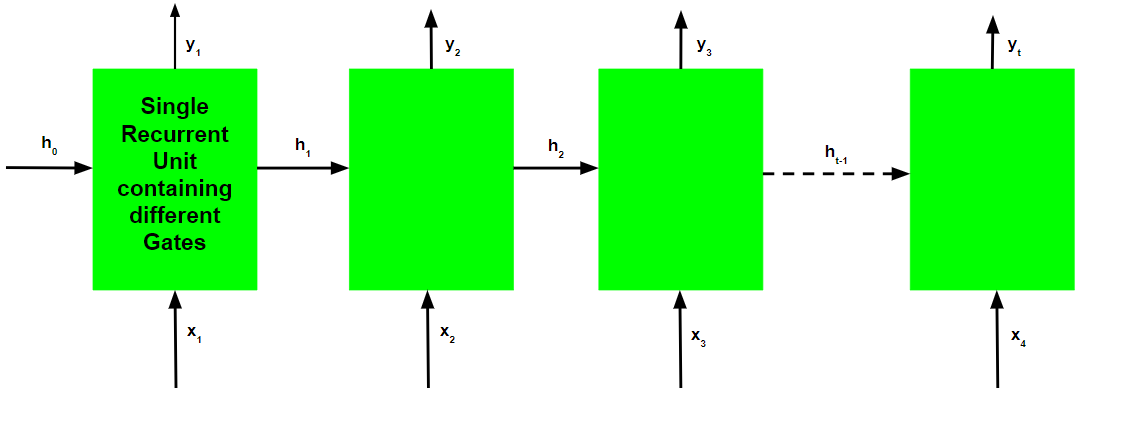 y1
y2
y3
yt
Single
Recurrent
Unit
containing
different
Gates
h0
h1
h2
ht-1
x1
x2
x3
x4